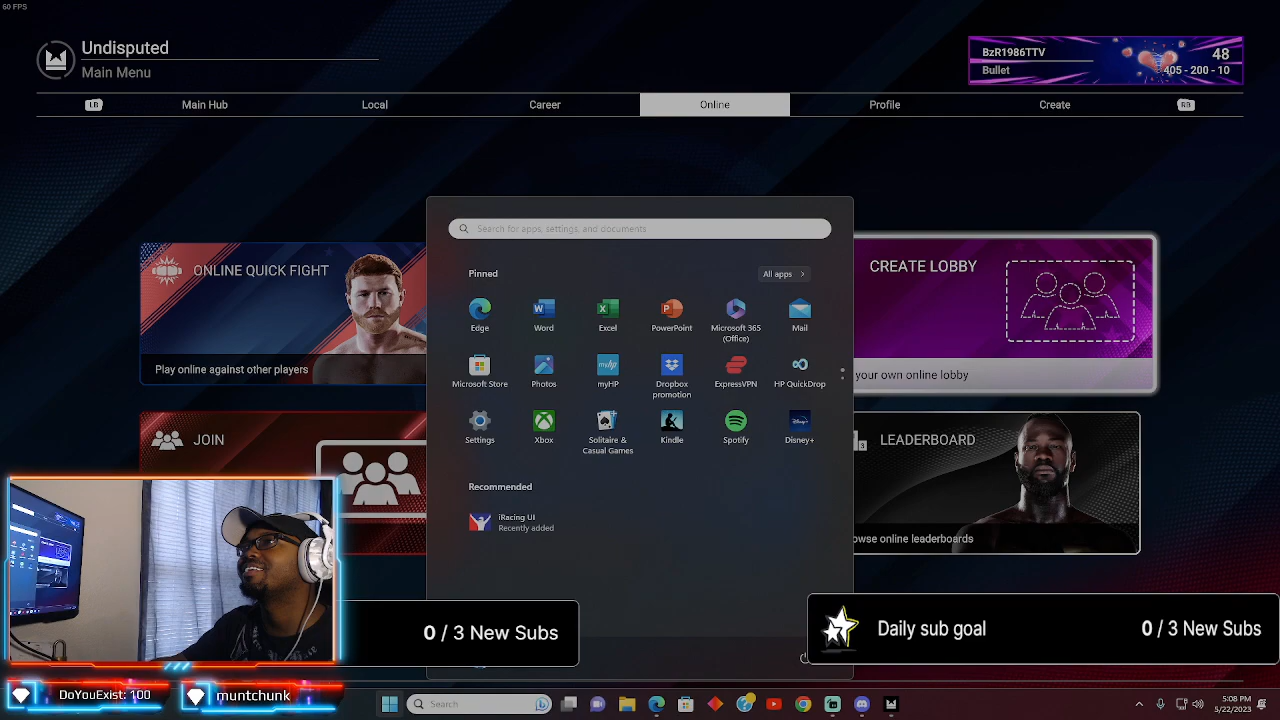 60 FPS
Undisputed
Main Menu
BzR1986TTV
48
Bullet
405 - 200 - 10
LB
Main Hub
Local
Career
Online
Profile
Create
RB
Search for apps, settings, and documents
Pinned
All apps
ONLINE QUICK FIGHT
Play online against other players
CREATE LOBBY
your own online lobby
Edge
Word
Excel
PowerPoint
Microsoft 365
(Office)
Mail
Microsoft Store
Photos
myHP
Dropbox
promotion
ExpressVPN
HP QuickDrop
Settings
Xbox
Solitaire &
Casual Games
Kindle
Spotify
Disney+
JOIN
LEADERBOARD
owse online leaderboards
Recommended
iRacing UI
Recently added
0 / 3 New Subs
Daily sub goal
0 / 3 New Subs
DoYouExist: 100
muntchunk
Search
5:08 PM
5/22/2023